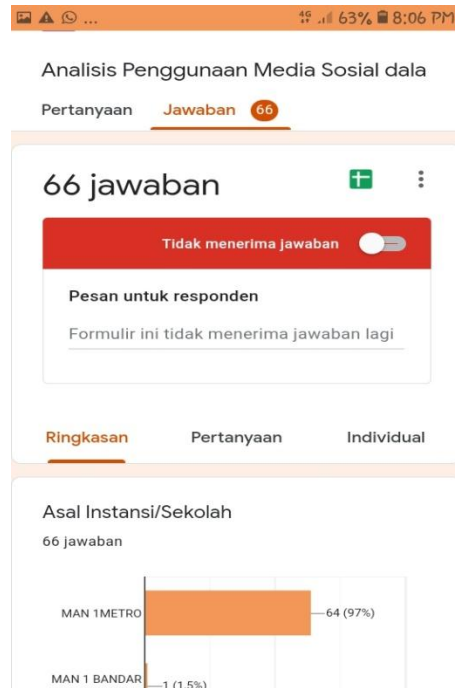 ... 4G 63% 8:06 PM
Analisis Penggunaan Media Sosial dala
Pertanyaan Jawaban 66
66 jawaban
Tidak menerima jawaban
Pesan untuk responden
Formulir ini tidak menerima jawaban lagi
Ringkasan Pertanyaan Individual
Asal Instansi/Sekolah
66 jawaban
MAN 1METRO 64 (97%)
MAN 1 BANDAR 1 (1,5%)